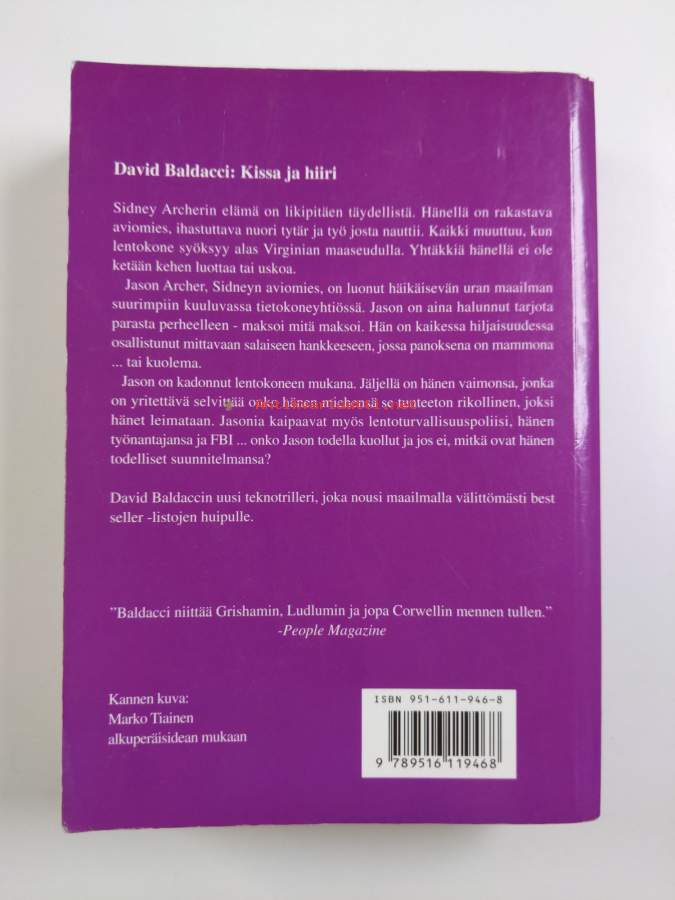 David Baldacci: Kissa ja hiiri
Sidney Archerin elämä on likipitäen täydellistä. Hänellä on rakastava
aviomies, ihastuttava nuori tytär ja työ josta nauttii. Kaikki muuttuu, kun
lentokone syöksyy alas Virginian maaseudulla. Yhtäkkiä hänellä ei ole
ketään kehen luottaa tai uskoa.
Jason Archer, Sidneyn aviomies, on luonut häikäisevän uran maailman
suurimpiin kuuluvassa tietokoneyhtiössä. Jason on aina halunnut tarjota
parasta perheelleen - maksoi mitä maksoi. Hän on kaikessa hiljaisuudessa
osallistunut mittavaan salaiseen hankkeeseen, jossa panoksena on mammona
... tai kuolema.
Jason on kadonnut lentokoneen mukana. Jäljellä on hänen vaimonsa, jonka
on yritettävä selvittää onko hänen miehensä se tunteeton rikollinen, joksi
hänet leimataan. Jasonia kaipaavat myös lentoturvallisuuspoliisi, hänen
työnantajansa ja FBI ... onko Jason todella kuollut ja jos ei, mitkä ovat hänen
todelliset suunnitelmansa?
David Baldaccin uusi teknotrilleri, joka nousi maailmalla välittömästi best
seller -listojen huipulle.
”Baldacci niittää Grishamin, Ludlumin ja jopa Corwellin mennen tullen.”
-People Magazine
Kannen kuva:
Marko Tiainen
alkuperäisidean mukaan
ISBN 951-611-946-8
9 789516 119468